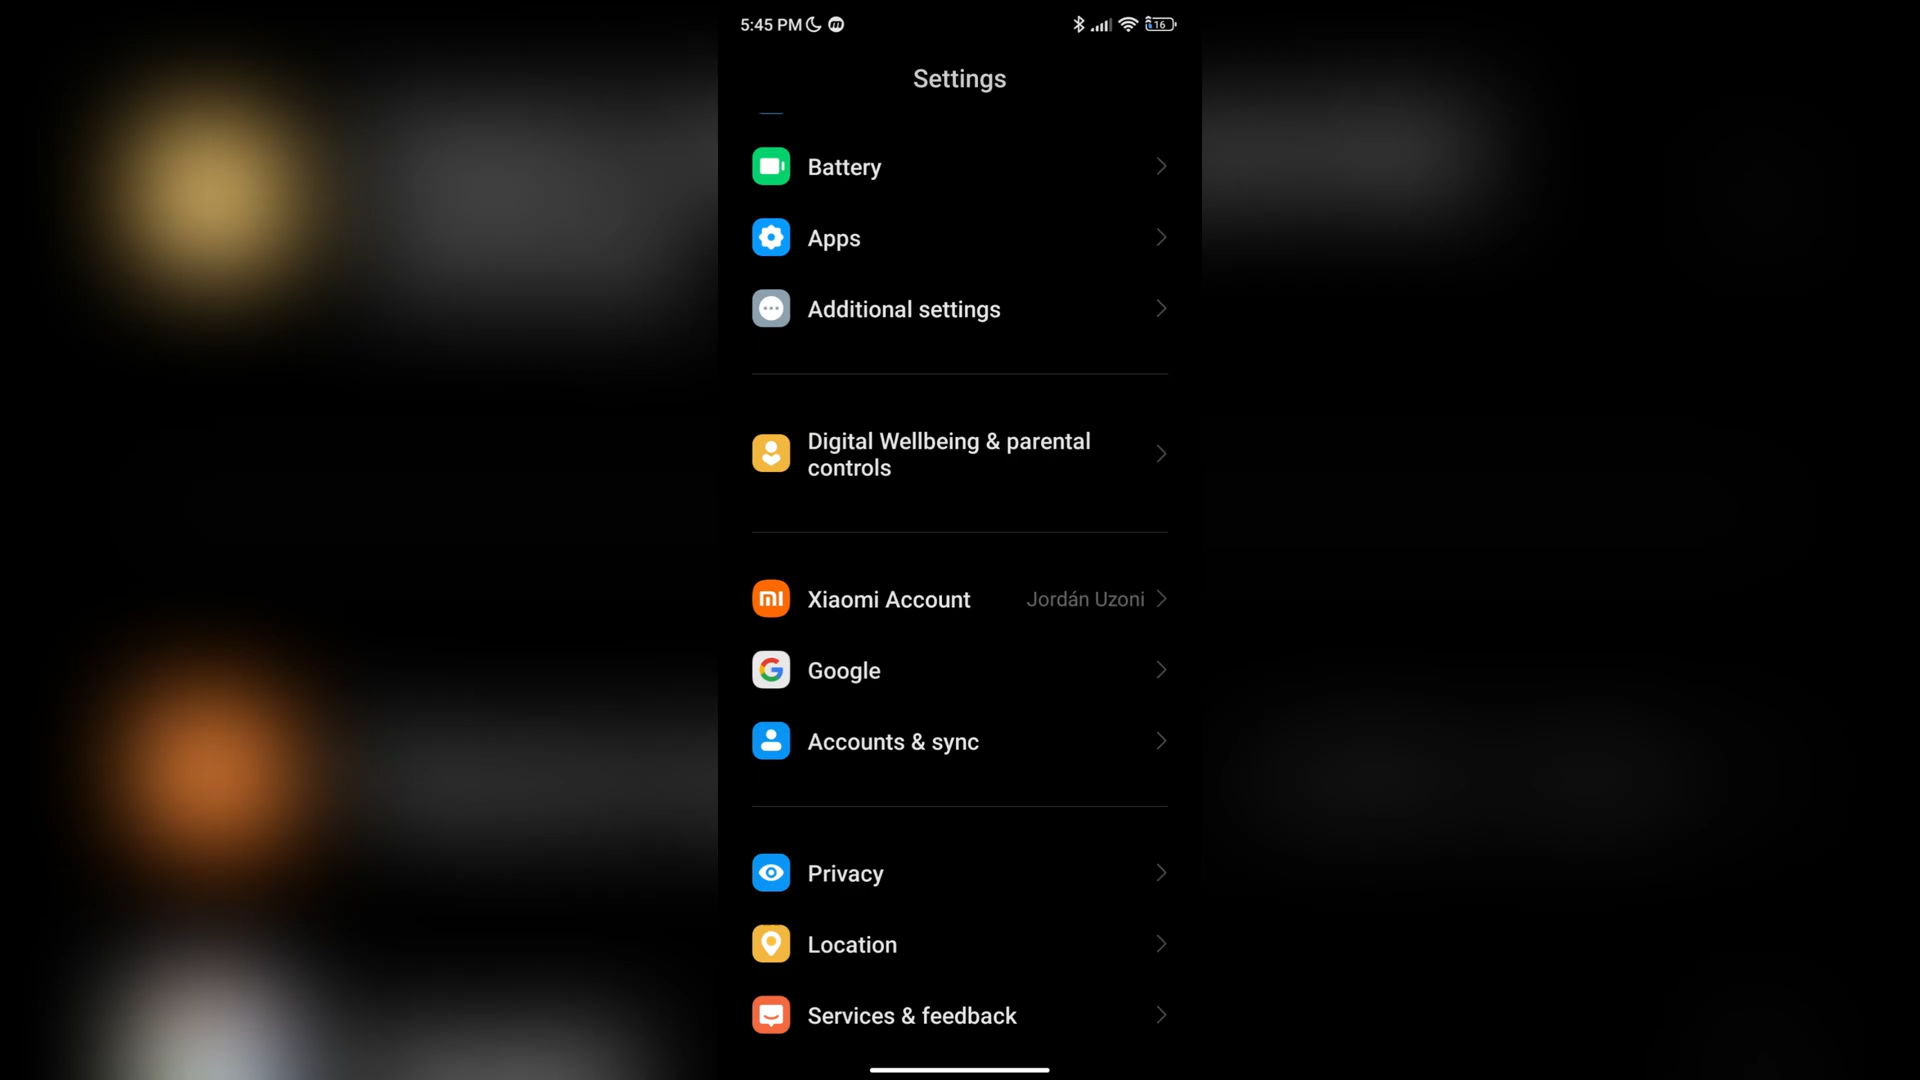 5:45 PM
16
Settings
Battery
Apps
Additional settings
Digital Wellbeing & parental
controls
Xiaomi Account Jordán Uzoni
Google
Accounts & sync
Privacy
Location
Services & feedback